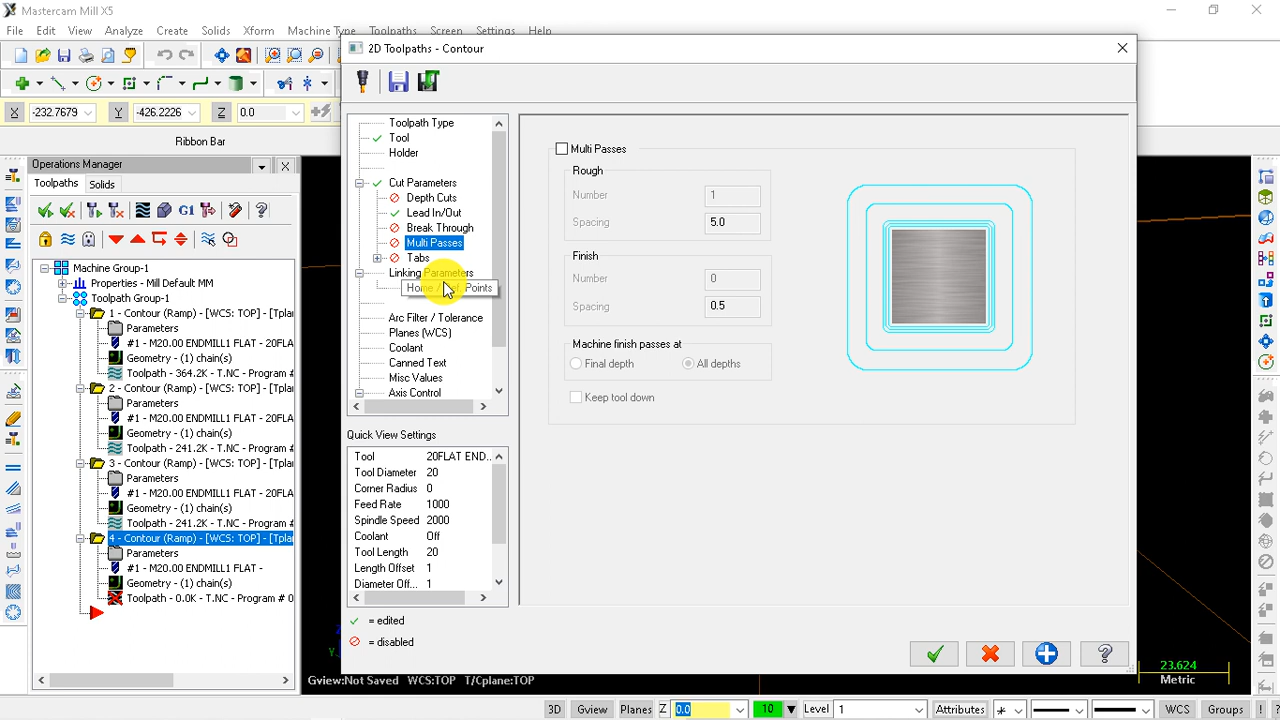 Mastercam Mill X5
File Edit View Analyze Create Solids Xform Machine Type Toolpaths Screen Settings Help
2D Toolpaths - Contour
X -232.7679 Y -426.2226 Z 0.0
Ribbon Bar
Operations Manager
Toolpaths Solids
G1
Machine Group-1
Properties - Default MM
Toolpath Group-1
1 - Contour (Ramp) - [WCS: TOP] - [Tpla
Parameters
#1 - M20.00 ENDMILL1 FLAT - 20FLA
Geometry - (1) chain(s)
Toolpath - 364.2K - T.NC - Program #
2 - Contour (Ramp) - [WCS: TOP] - [Tpla
Parameters
#1 - M20.00 ENDMILL1 FLAT - 20FLA
Geometry - (1) chain(s)
Toolpath - 241.2K - T.NC - Program #
3 - Contour (Ramp) - [WCS: TOP] - [Tpla
Parameters
#1 - M20.00 ENDMILL1 FLAT - 20FLA
Geometry - (1) chain(s)
Toolpath - 241.2K - T.NC - Program #
4 - Contour (Ramp) - [WCS: TOP] - [Tpla
Parameters
#1 - M20.00 ENDMILL1 FLAT -
Geometry - (1) chain(s)
Toolpath - 0.0K - T.NC - Program # 0
Toolpath Type
Tool
Holder
Cut Parameters
Depth Cuts
Lead In/Out
Break Through
Multi Passes
Tabs
Linking Parameters
Home / Ref. Points
Arc Filter / Tolerance
Planes (WCS)
Coolant
Canned Text
Misc Values
Axis Control
Quick View Settings
Tool 20FLAT END..
Tool Diameter 20
Corner Radius 0
Feed Rate 1000
Spindle Speed 2000
Coolant Off
Tool Length 20
Length Offset 1
Diameter Off... 1
= edited
= disabled
Multi Passes
Rough
Number 1
Spacing 5.0
Finish
Number 0
Spacing 0.5
Machine finish passes at
Final depth All depths
Keep tool down
Y
23.624
Metric
Gview:Not Saved WCS:TOP T/Cplane:TOP
3D Gview Planes Z 0.0 10 Level 1 Attributes WCS Groups ! ?